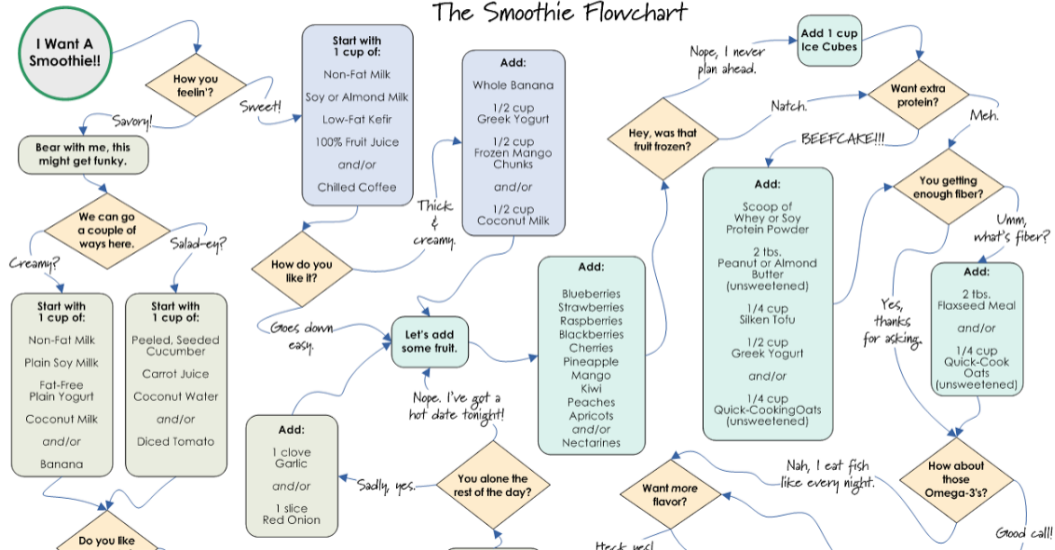 The Smoothie Flowchart
I Want A
Smoothie!!
How you
feelin'?
Sweet!
Savory!
Bear with me, this
might get funky.
We can go
a couple of
ways here.
Creamy?
Salad-ey?
Start with
1 cup of:
Non-Fat Milk
Plain Soy Millk
Fat-Free
Plain Yogurt
Coconut Milk
and/or
Banana
Start with
1 cup of:
Peeled, Seeded
Cucumber
Carrot Juice
Coconut Water
and/or
Diced Tomato
Do you like
Start with
1 cup of:
Non-Fat Milk
Soy or Almond Milk
Low-Fat Kefir
100% Fruit Juice
and/or
Chilled Coffee
How do you
like it?
Thick
&
creamy.
Goes down
easy.
Add:
Whole Banana
1/2 cup
Greek Yogurt
1/2 cup
Frozen Mango
Chunks
and/or
1/2 cup
Coconut Milk
Let's add
some fruit.
Add:
1 clove
Garlic
and/or
1 slice
Red Onion
Sadly, yes.
You alone the
rest of the day?
Nope. I've got a
hot date tonight!
Add:
Blueberries
Strawberries
Raspberries
Blackberries
Cherries
Pineapple
Mango
Kiwi
Peaches
Apricots
and/or
Nectarines
Hey, was that
fruit frozen?
Nope, I never
plan ahead.
Natch.
Add 1 cup
Ice Cubes
Want extra
protein?
BEEFCAKE!!!
Meh.
Add:
Scoop of
Whey or Soy
Protein Powder
2 tbs.
Peanut or Almond
Butter
(unsweetened)
1/4 cup
Silken Tofu
1/2 cup
Greek Yogurt
and/or
1/4 cup
Quick-CookingOats
(unsweetened)
You getting
enough fiber?
Umm,
what's fiber?
Yes,
thanks
for asking.
Add:
2 tbs.
Flaxseed Meal
and/or
1/4 cup
Quick-Cook
Oats
(unsweetened)
How about
those
Omega-3's?
Nah, I eat fish
like every night.
Good call!
Want more
flavor?
Heck yes!